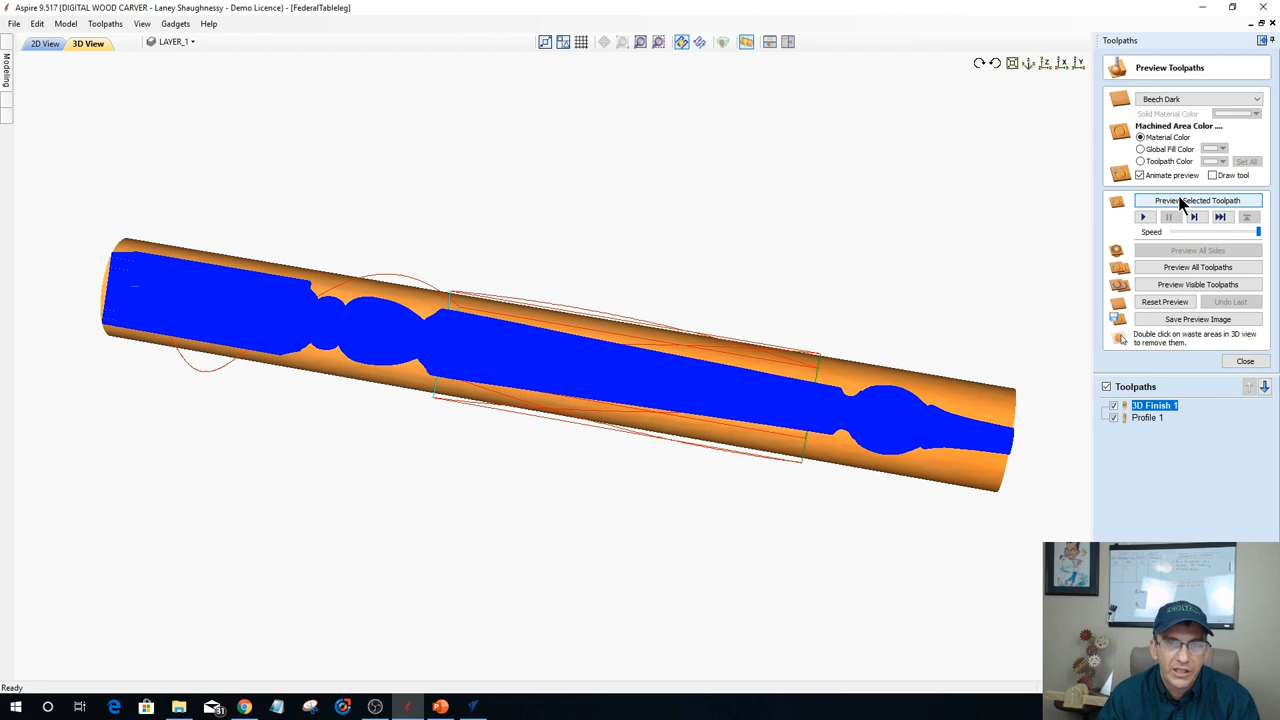 Aspire 9.517 (DIGITAL WOOD CARVER) - Laney Shaughnessy - Demo Licence) - [FederalTableleg]
File Edit Model Toolpaths View Gadgets Help
2D View 3D View LAYER_1
Modeling
Toolpaths
Preview Toolpaths
Beech Dark
Solid Material Color
Machined Area Color ....
Material Color
Global Fill Color
Toolpath Color Set All
Animate preview Draw tool
Preview Selected Toolpath
Speed
Preview All Sides
Preview All Toolpaths
Preview Visible Toolpaths
Reset Preview Undo Last
Save Preview Image
Double click on waste areas in 3D view
to remove them.
Close
Toolpaths
3D Finish 1
Profile 1
Ready
31